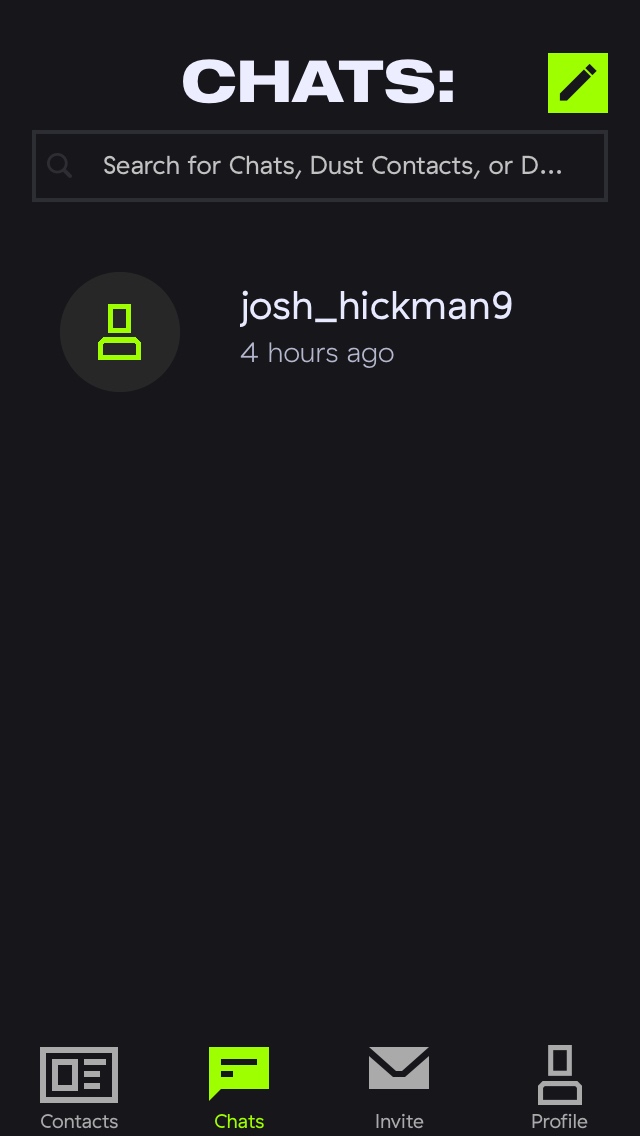 CHATS:
Search for Chats, Dust Contacts, or D...
josh_hickman9
4 hours ago
Contacts
Chats
Invite
Profile